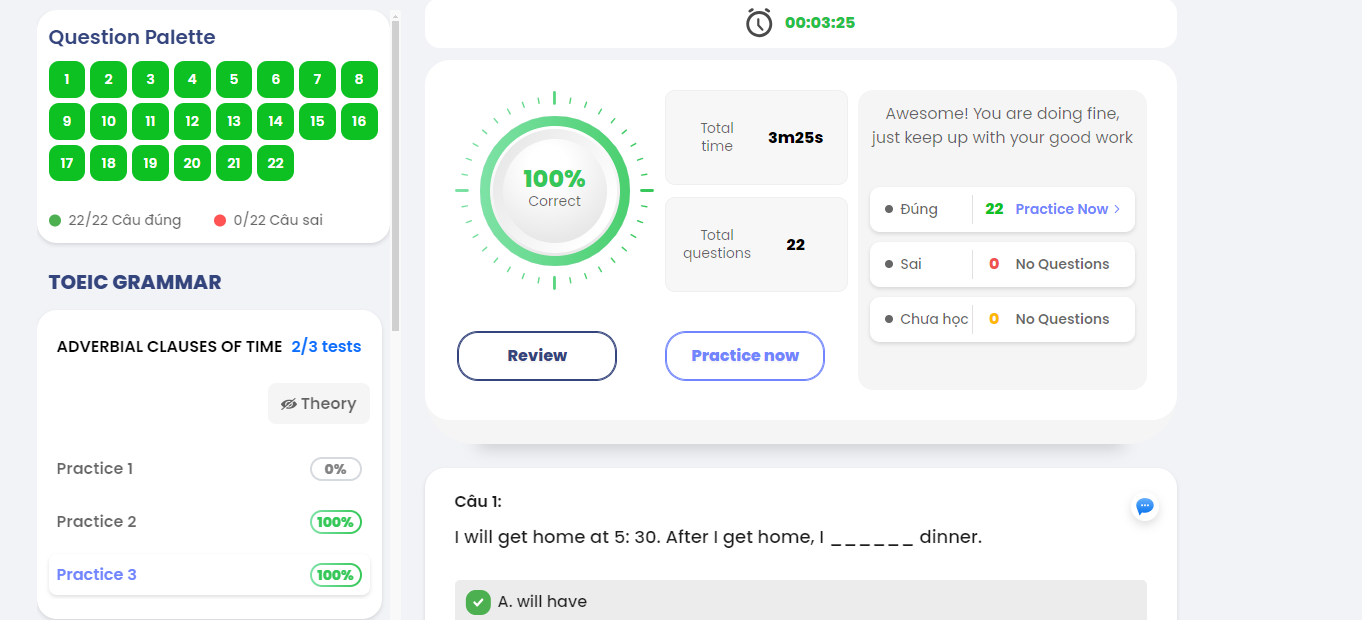 Question Palette
1 2 3 4 5 6 7 8
9 10 11 12 13 14 15 16
17 18 19 20 21 22
22/22 Câu đúng 0/22 Câu sai
TOEIC GRAMMAR
ADVERBIAL CLAUSES OF TIME 2/3 tests
Theory
Practice 1 0%
Practice 2 100%
Practice 3 100%
00:03:25
100%
Correct
Total
time
3m25s
Total
questions
22
Review
Practice now
Awesome! You are doing fine,
just keep up with your good work
Đúng 22 Practice Now
Sai 0 No Questions
Chưa học 0 No Questions
Câu 1:
I will get home at 5: 30. After I get home, I _ _ _ _ _ _ dinner.
A. will have